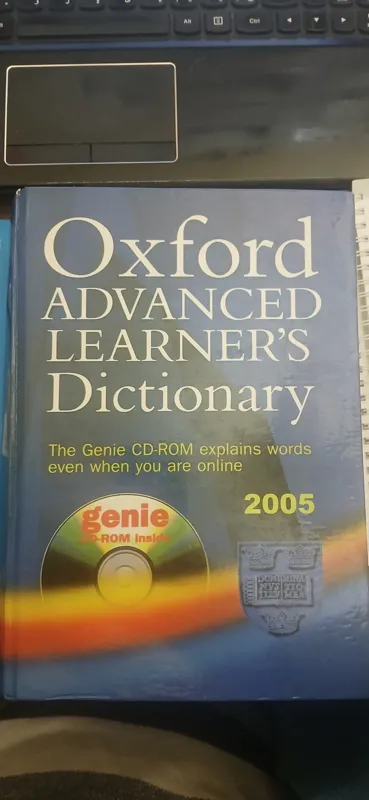 Alt
Ctrl
Oxford
ADVANCED
LEARNER'S
Dictionary
The Genie CD-ROM explains words
even when you are online
2005
genie
CD-ROM inside